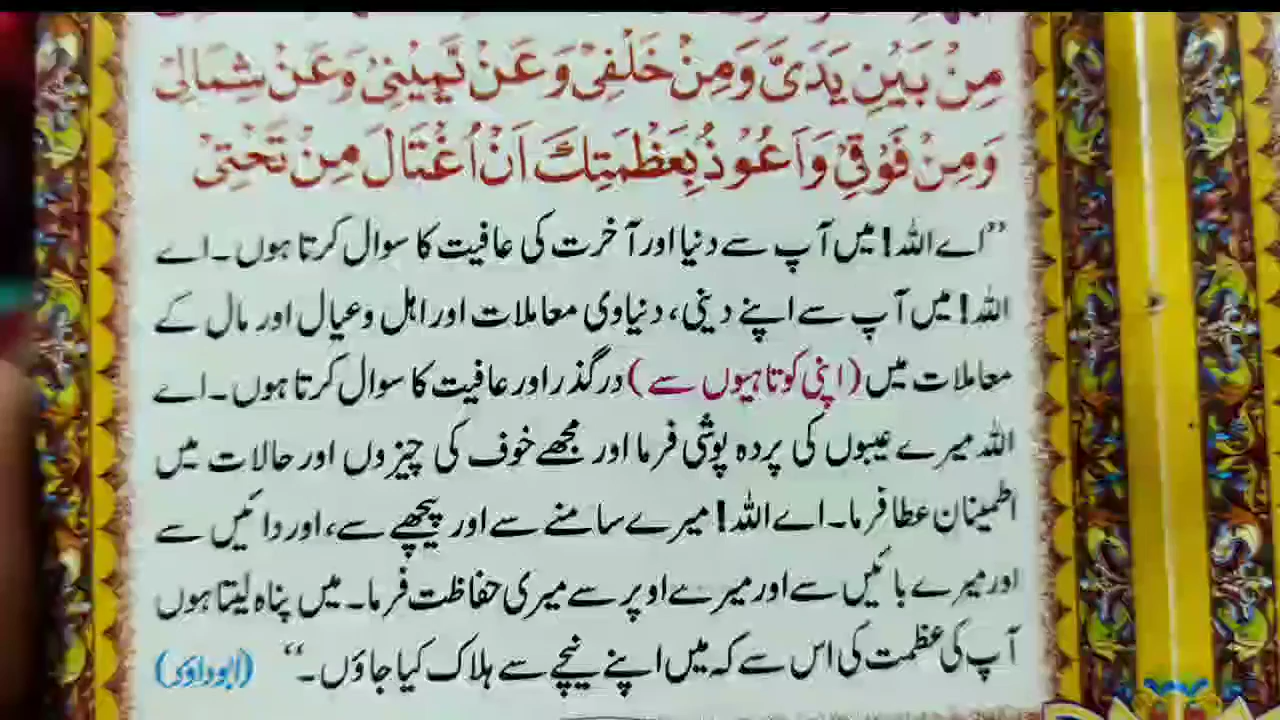 مِنْۢ بَیْنِ یَدَیَّ وَمِنْ خَلْفِیْ وَعَنْ یَّمِیْنِیْ وَعَنْ شِمَالِیْ
وَمِنْ فَوْقِیْ وَاَعُوْذُ بِعَظْمَتِكَ اَنْ اُغْتَالَ مِنْ تَحْتِیْ
”اے اللہ! میں آپ سے دنیا اور آخرت کی عافیت کا سوال کرتا ہوں۔ اے
اللہ! میں آپ سے اپنے دینی، دنیاوی معاملات اور اہل وعیال اور مال کے
معاملات میں (اپنی کوتاہیوں سے) درگذر اور عافیت کا سوال کرتا ہوں۔ اے
اللہ میرے عیبوں کی پردہ پوشی فرما اور مجھے خوف کی چیزوں اور حالات میں
اطمینان عطا فرما۔ اے اللہ! میرے سامنے سے اور پیچھے سے، اور دائیں سے
اور میرے بائیں سے اور میرے اوپر سے میری حفاظت فرما۔ میں پناہ لیتا ہوں
آپ کی عظمت کی اس سے کہ میں اپنے نیچے سے ہلاک کیا جاؤں۔“ (ابوداؤد)